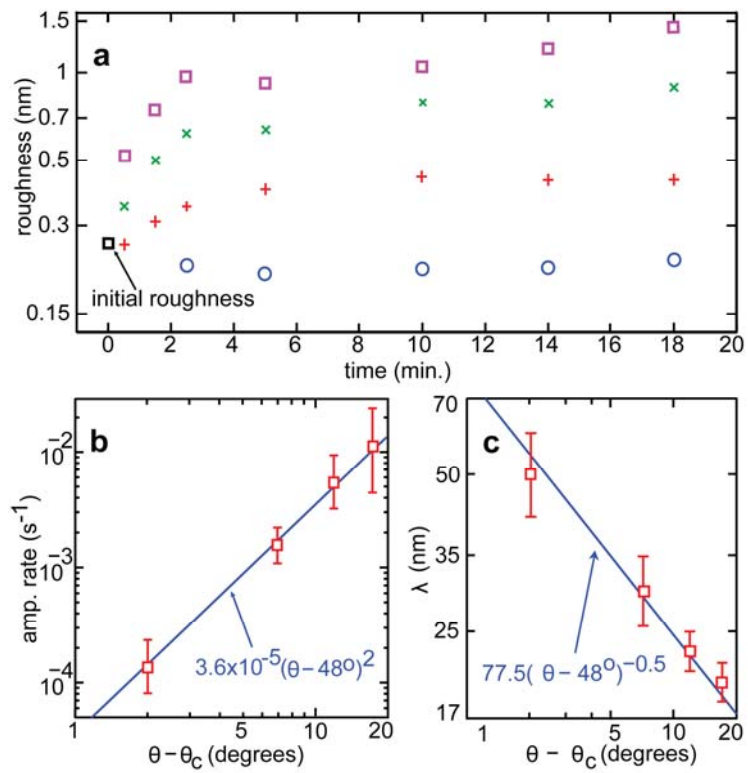 a
1.5
1
0.7
0.5
0.3
0.15
roughness (nm)
initial roughness
0 2 4 6 8 10 12 14 16 18 20
time (min.)
b
10⁻²
10⁻³
10⁻⁴
amp. rate (s⁻¹)
3.6x10⁻⁵(θ−48º)²
1 10 20
θ−θc (degrees)
c
70
50
35
25
17
λ (nm)
77.5( θ−48º)⁻⁰·⁵
1 5 10 20
θ − θc (degrees)